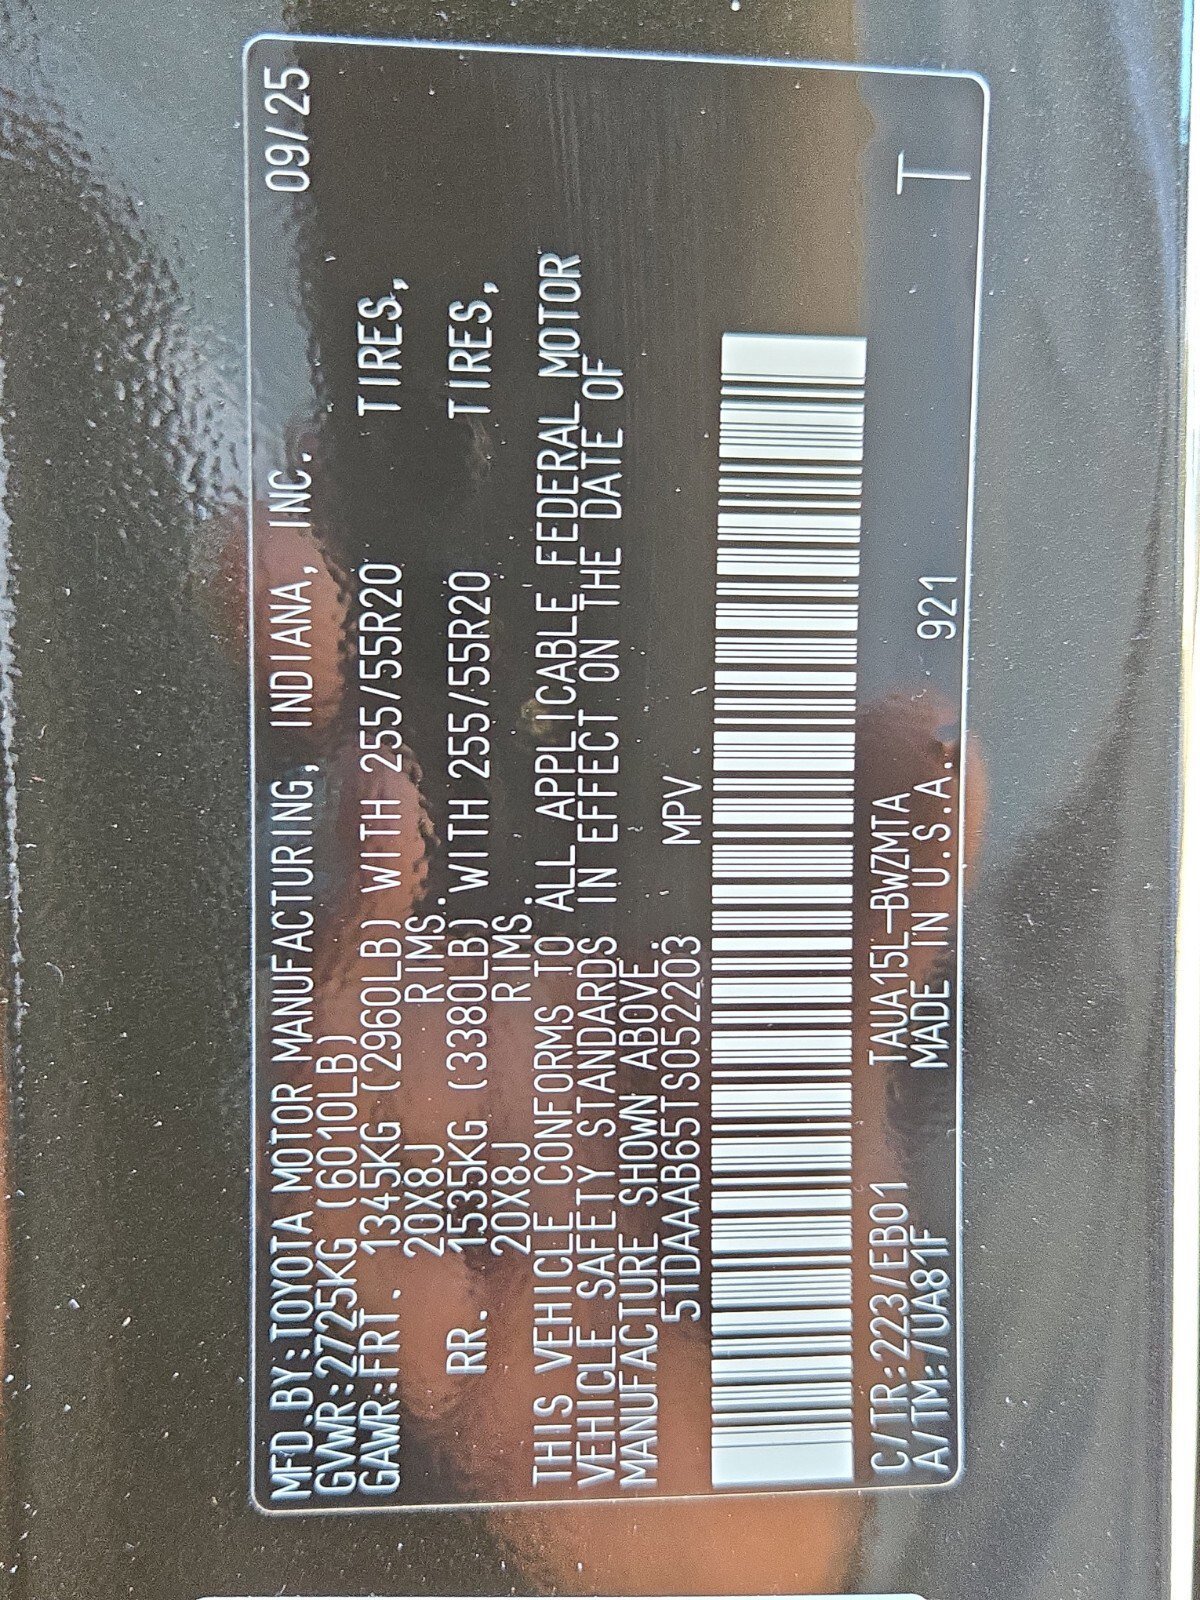 MFD.BY:TOYOTA MOTOR MANUFACTURING, INDIANA, INC. 09/25
GVWR:2725KG (6010LB)
GAWR:FRT. 1345KG (2960LB) WITH 255/55R20 TIRES,
20X8J RIMS.
RR. 1535KG (3380LB) WITH 255/55R20 TIRES,
20X8J RIMS.
THIS VEHICLE CONFORMS TO ALL APPLICABLE FEDERAL MOTOR
VEHICLE SAFETY STANDARDS IN EFFECT ON THE DATE OF
MANUFACTURE SHOWN ABOVE.
5TDAAAB65TS052203 MPV
C/TR:223/EB01 TAUA15L-BWZMTA
A/TM:/UA81F MADE IN U.S.A. 921 T